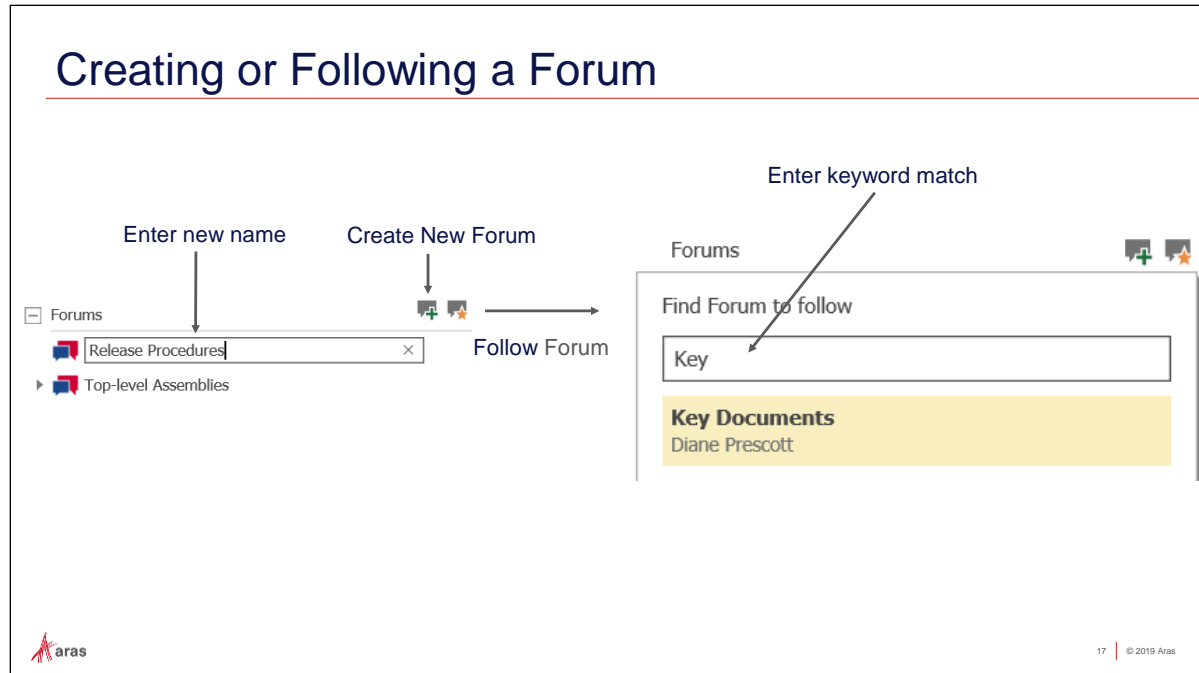 Creating or Following a Forum
Enter keyword match
Enter new name
Create New Forum
Forums
Release Procedures
Top-level Assemblies
Follow Forum
Forums
Find Forum to follow
Key
Key Documents
Diane Prescott
aras
17
© 2019 Aras